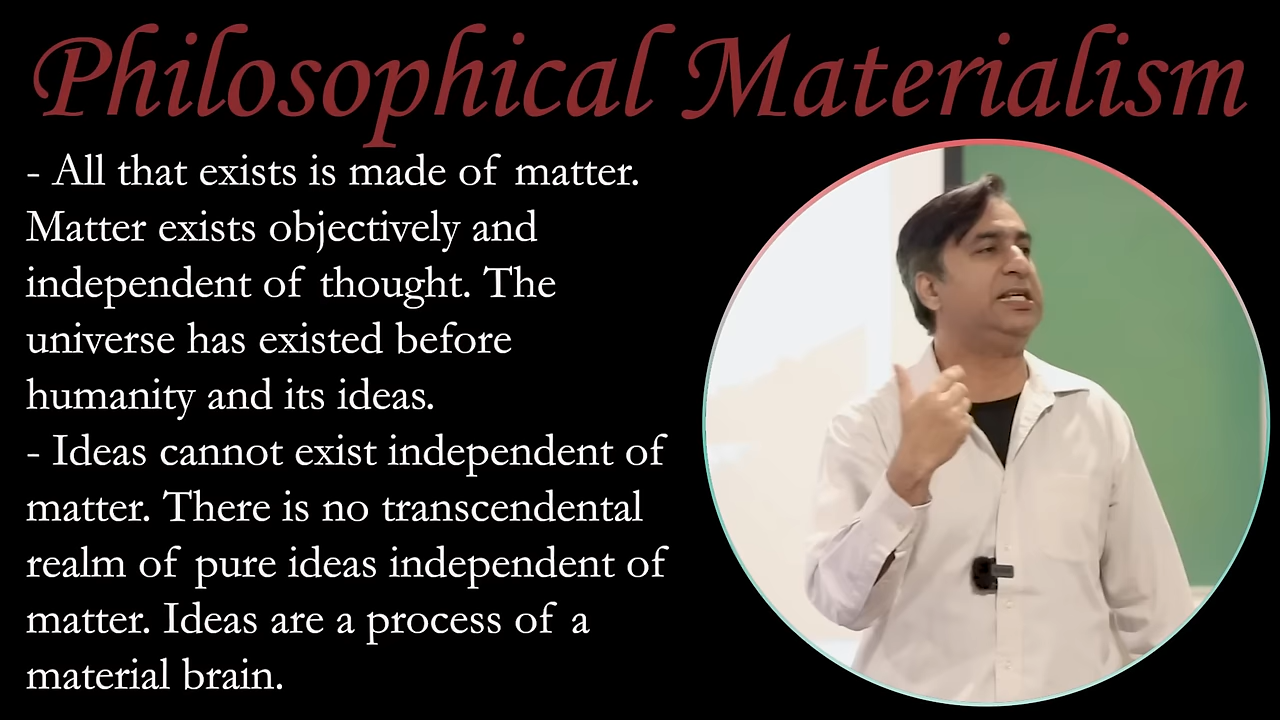 Philosophical Materialism
- All that exists is made of matter.
Matter exists objectively and
independent of thought. The
universe has existed before
humanity and its ideas.
- Ideas cannot exist independent of
matter. There is no transcendental
realm of pure ideas independent of
matter. Ideas are a process of a
material brain.